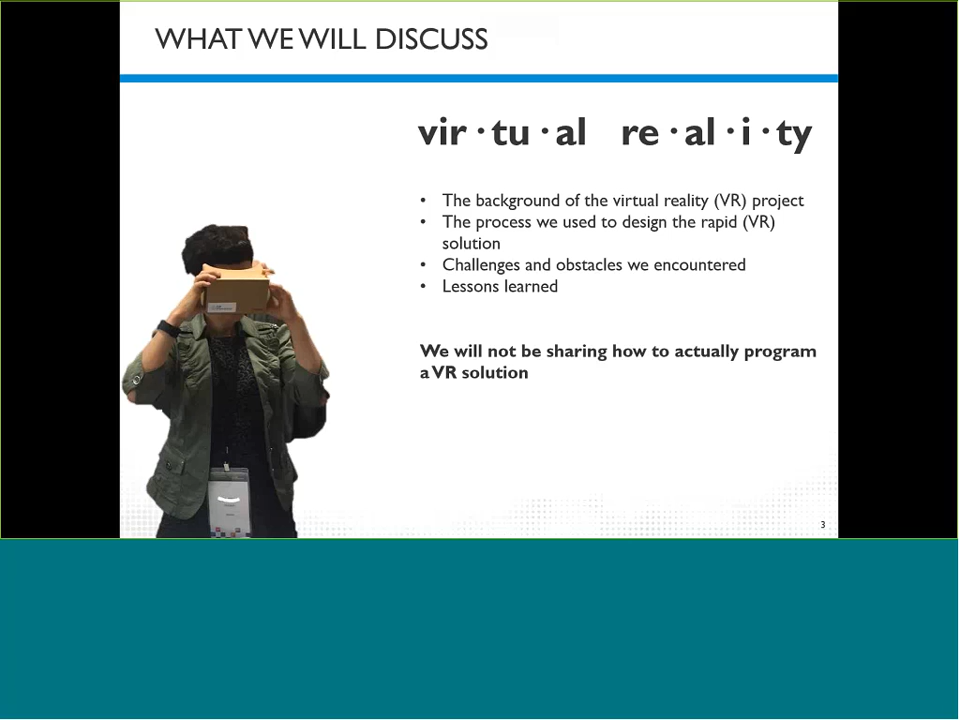 WHAT WE WILL DISCUSS
vir · tu · al re · al · i · ty
• The background of the virtual reality (VR) project
• The process we used to design the rapid (VR)
solution
• Challenges and obstacles we encountered
• Lessons learned
We will not be sharing how to actually program
a VR solution
3